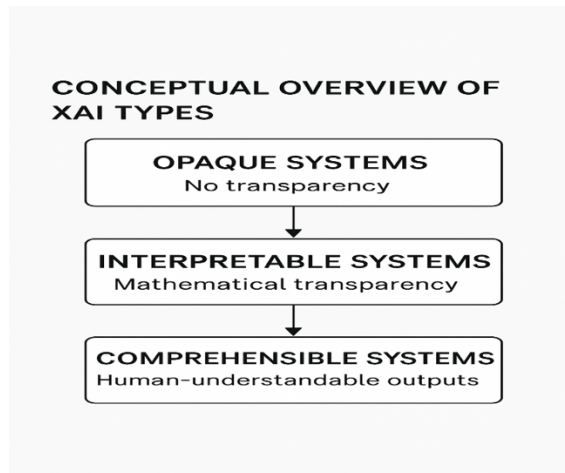 CONCEPTUAL OVERVIEW OF
XAI TYPES
OPAQUE SYSTEMS
No transparency
INTERPRETABLE SYSTEMS
Mathematical transparency
COMPREHENSIBLE SYSTEMS
Human-understandable outputs